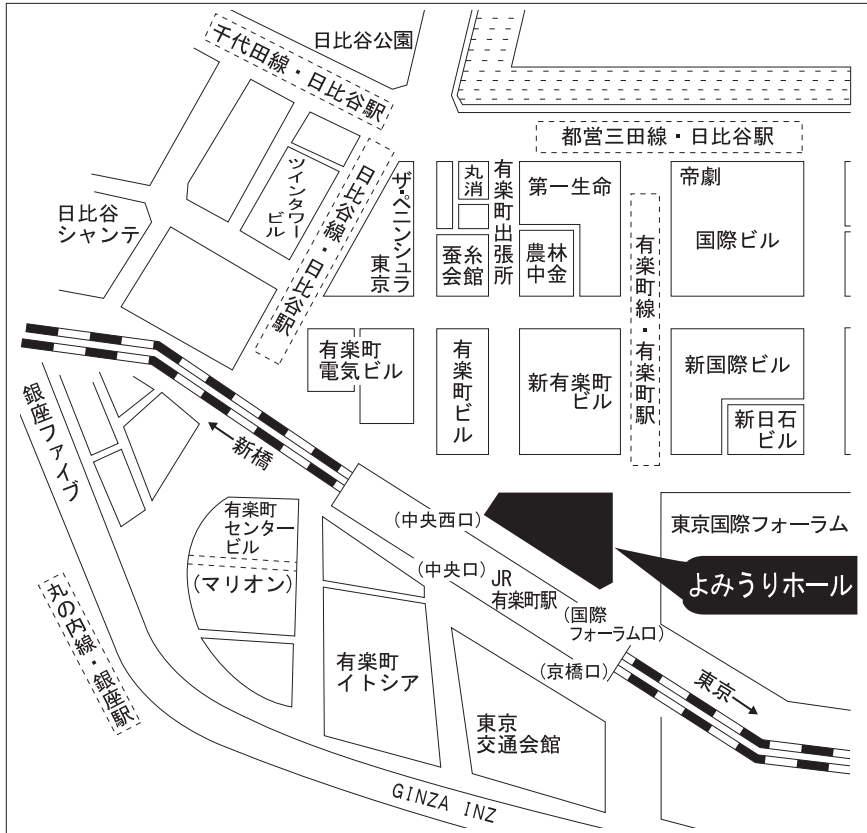 日比谷公園
千代田線・日比谷駅
都営三田線・日比谷駅
ツインタワー
ビル
日比谷線・日比谷駅
ザ・ペニンシュラ
東京
丸消
有楽町出張所
第一生命
帝劇
国際ビル
日比谷
シャンテ
蚕糸
会館
農林
中金
有楽町線・有楽町駅
有楽町
電気ビル
有楽町ビル
新有楽町
ビル
新国際ビル
新日石
ビル
銀座ファイブ
←新橋
有楽町
センター
ビル
(マリオン)
(中央西口)
(中央口)
JR
有楽町駅
(国際
フォーラム口)
(京橋口)
東京国際フォーラム
よみうりホール
東京→
丸の内線・銀座駅
有楽町
イトシア
東京
交通会館
GINZA INZ